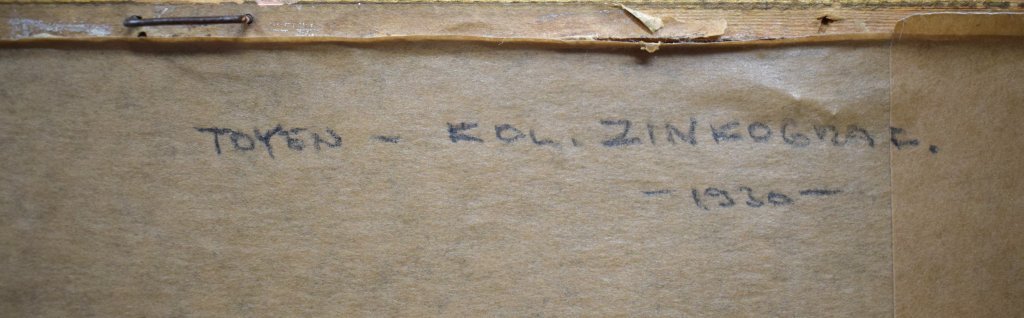 TOYEN - KOL. ZINKOGRAF.
-1930-